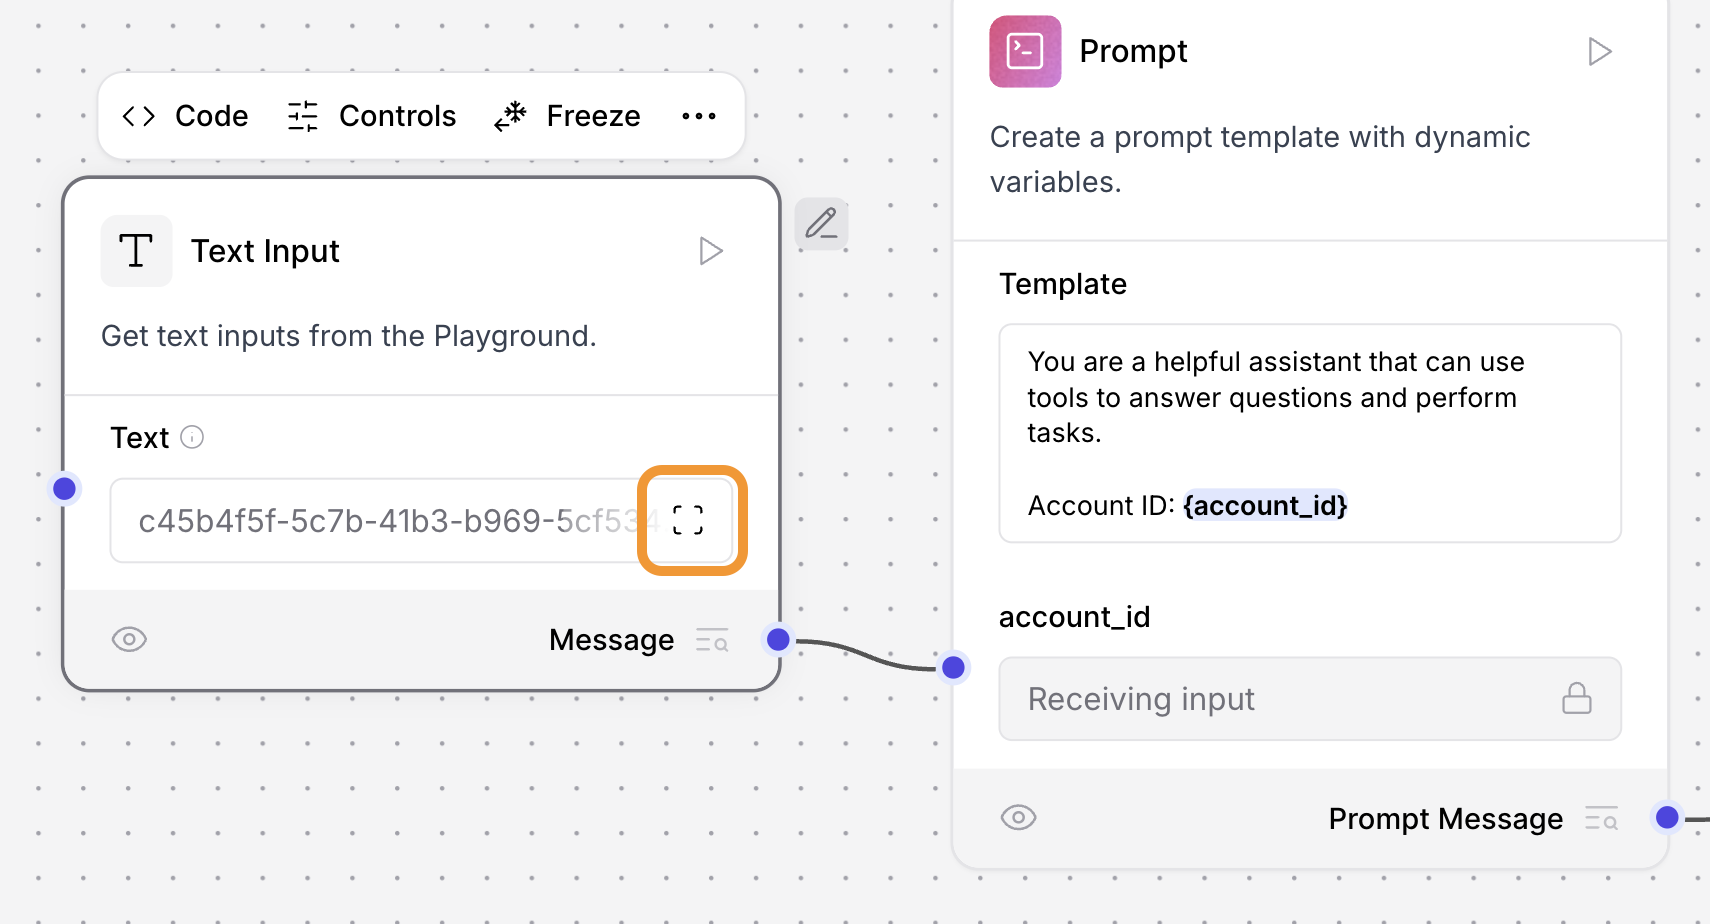 Code Controls Freeze
Text Input
Get text inputs from the Playground.
Text
c45b4f5f-5c7b-41b3-b969-5cf534
Message
Prompt
Create a prompt template with dynamic
variables.
Template
You are a helpful assistant that can use
tools to answer questions and perform
tasks.
Account ID: {account_id}
account_id
Receiving input
Prompt Message